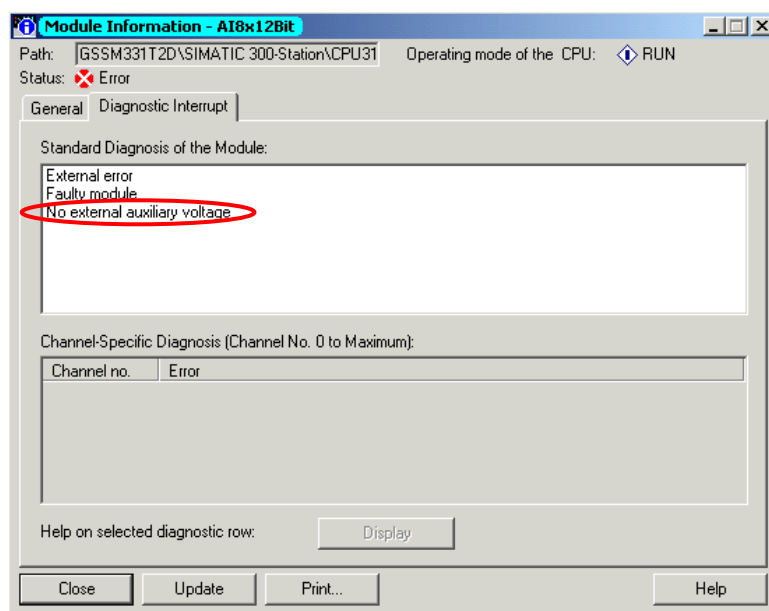 Module Information - AI8x12Bit
Path: GSSM331T2D\SIMATIC 300-Station\CPU31 Operating mode of the CPU: RUN
Status: Error
General Diagnostic Interrupt
Standard Diagnosis of the Module:
External error
Faulty module
No external auxiliary voltage
Channel-Specific Diagnosis (Channel No. 0 to Maximum):
Channel no. Error
Help on selected diagnostic row: Display
Close Update Print... Help